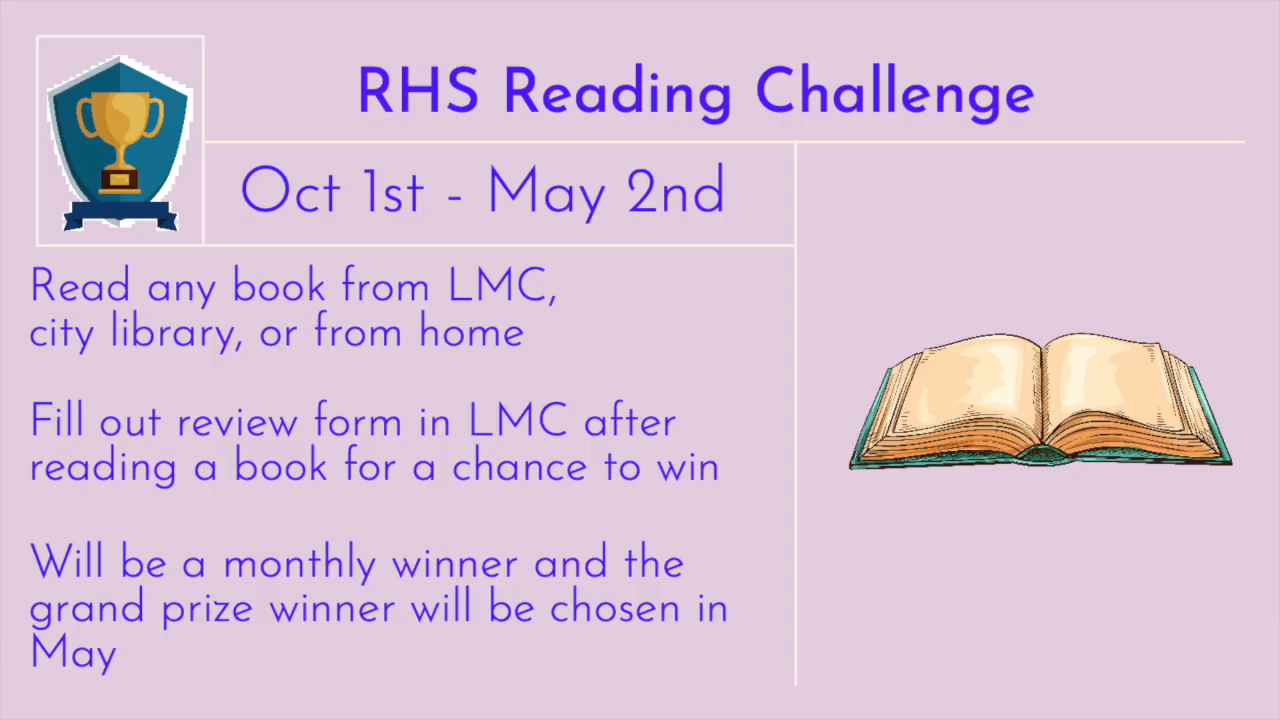 RHS Reading Challenge
Oct 1st - May 2nd
Read any book from LMC,
city library, or from home
Fill out review form in LMC after
reading a book for a chance to win
Will be a monthly winner and the
grand prize winner will be chosen in
May